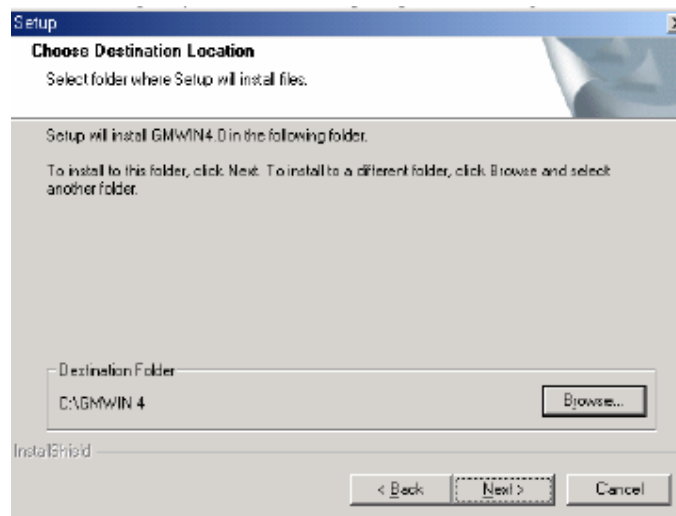 Setup
Choose Destination Location
Select folder where Setup will install files.
Setup will install GMWIN4.0 in the following folder.
To install to this folder, click Next. To install to a different folder, click Browse and select
another folder.
Destination Folder
C:\GMWIN 4
Browse...
InstallShield
< Back
Next >
Cancel